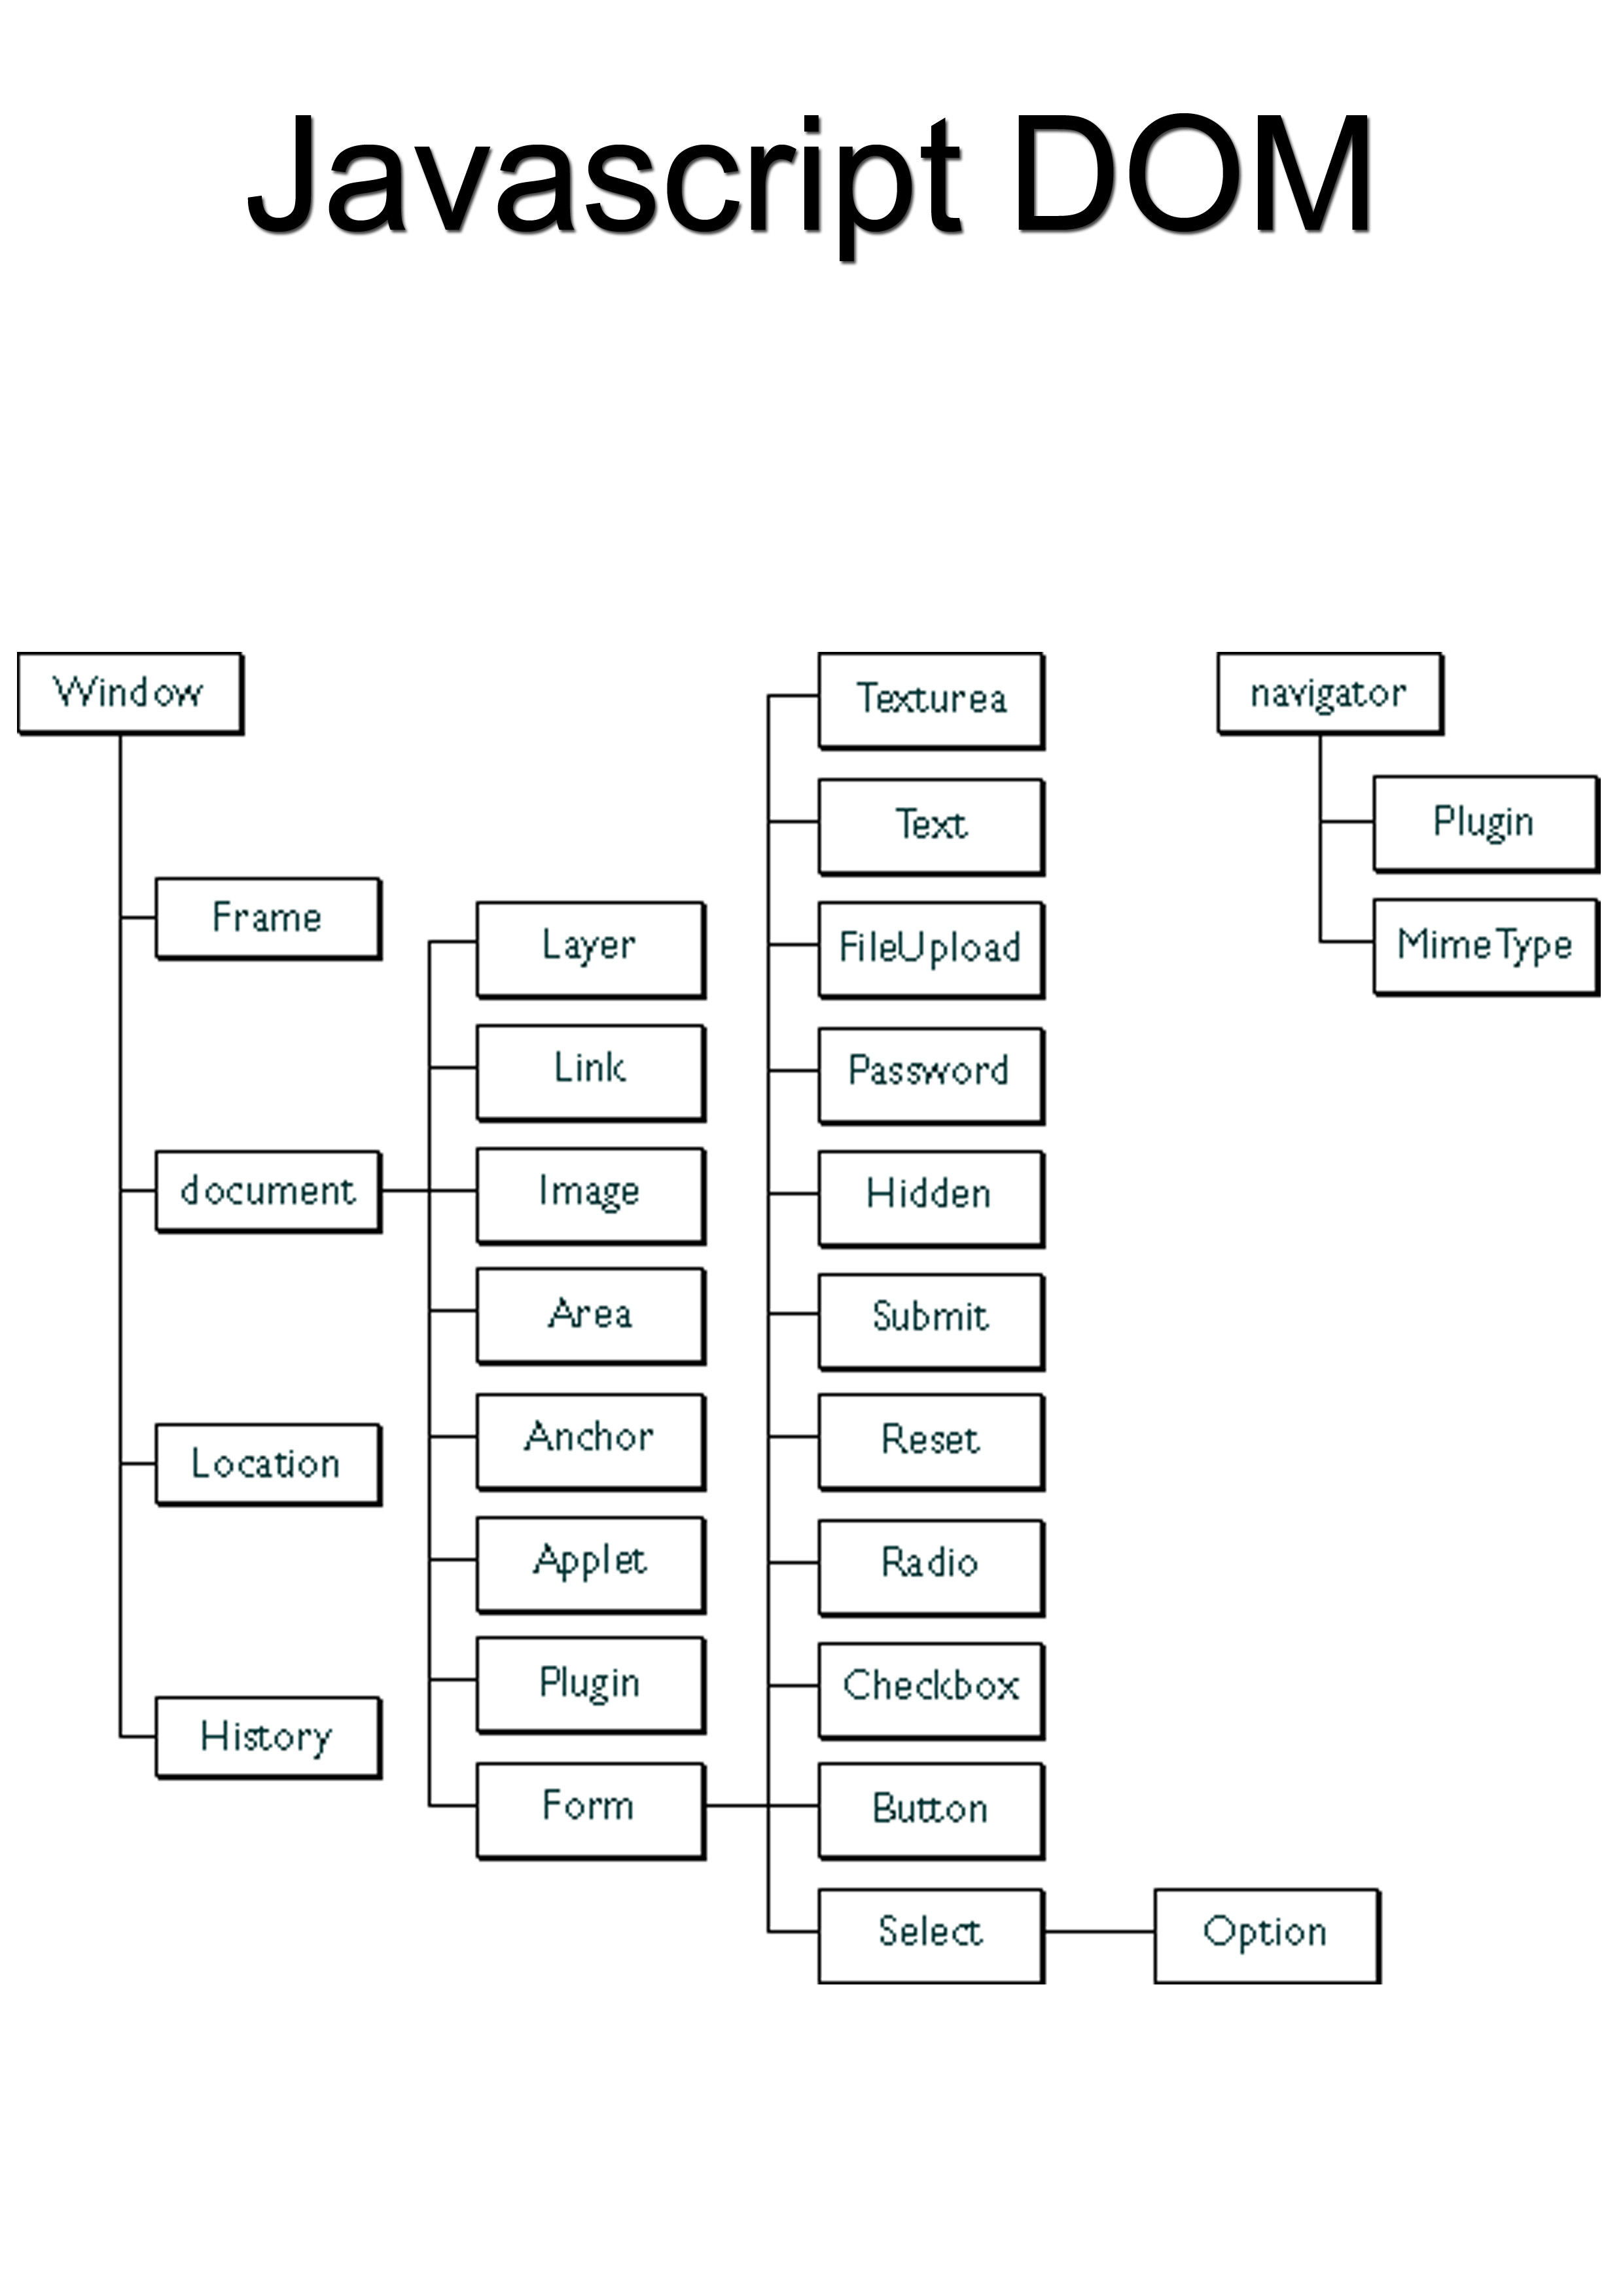 Javascript DOM
Window
Frame
document
Location
History
Layer
Link
Image
Area
Anchor
Applet
Plugin
Form
Texturea
Text
FileUpload
Password
Hidden
Submit
Reset
Radio
Checkbox
Button
Select
Option
navigator
Plugin
MimeType